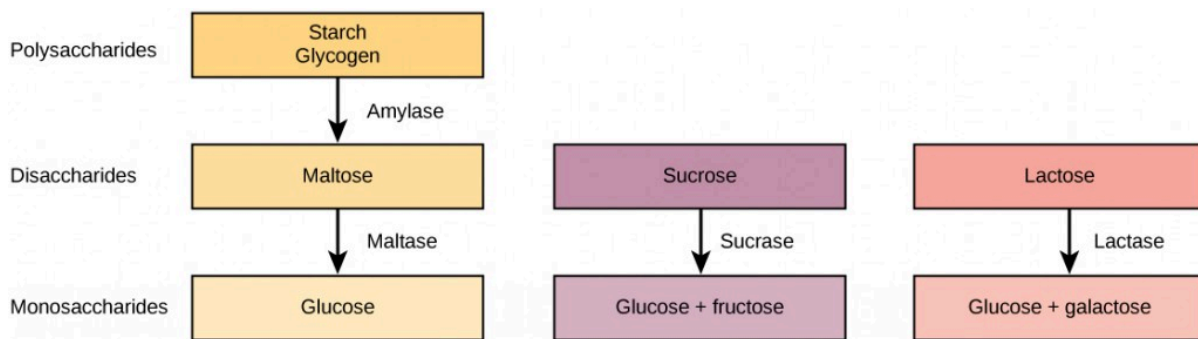 Polysaccharides
Starch
Glycogen
Amylase
Disaccharides
Maltose
Sucrose
Lactose
Maltase
Sucrase
Lactase
Monosaccharides
Glucose
Glucose + fructose
Glucose + galactose